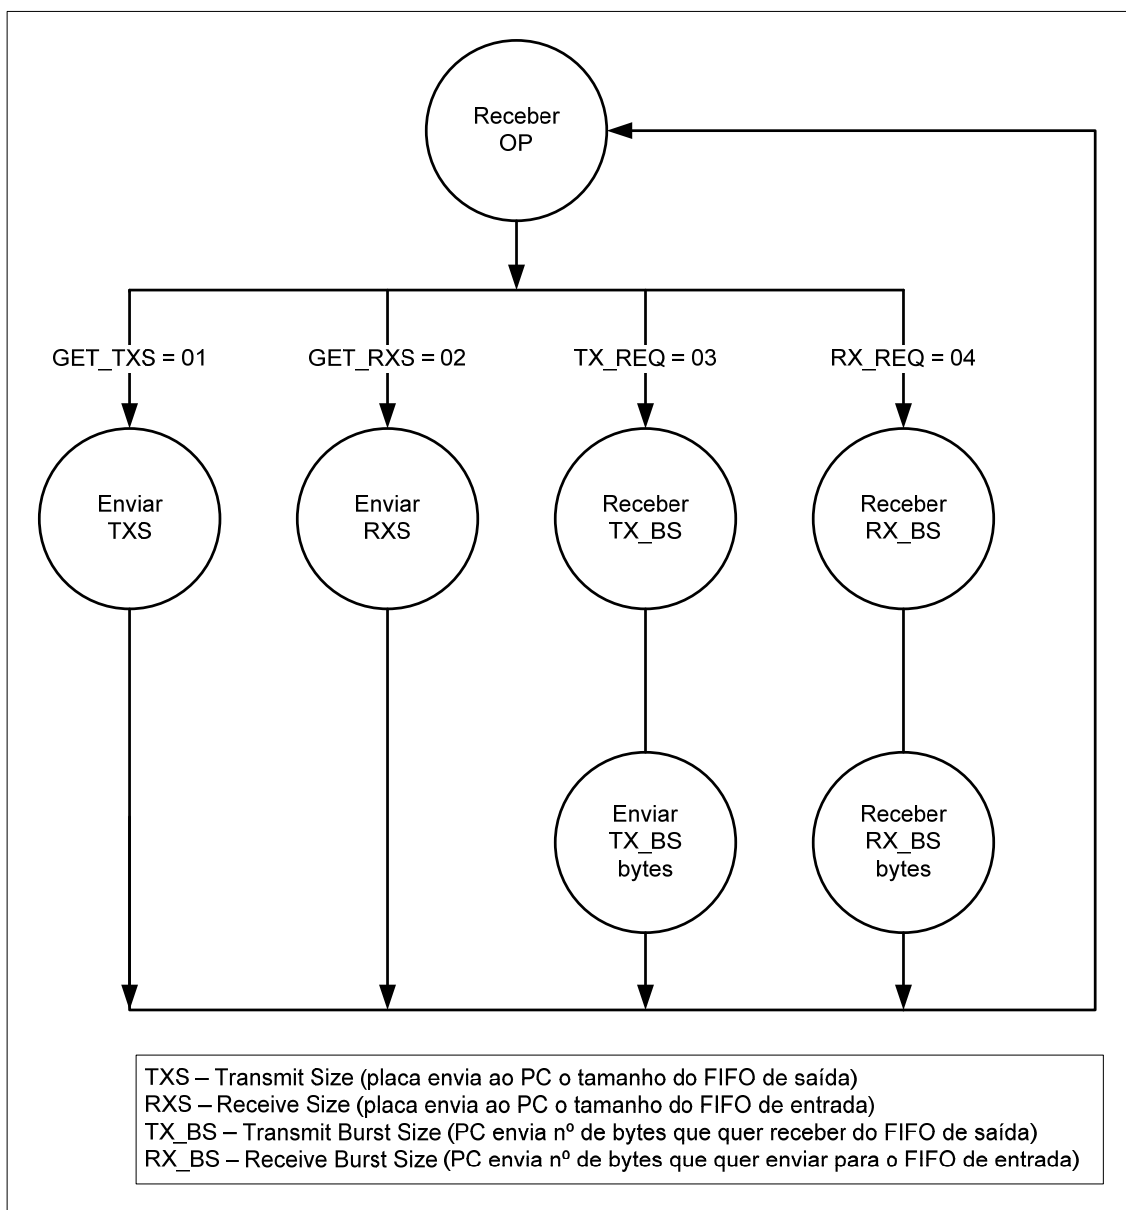 Receber
OP
GET_TXS = 01
GET_RXS = 02
TX_REQ = 03
RX_REQ = 04
Enviar
TXS
Enviar
RXS
Receber
TX_BS
Receber
RX_BS
Enviar
TX_BS
bytes
Receber
RX_BS
bytes
TXS – Transmit Size (placa envia ao PC o tamanho do FIFO de saída)
RXS – Receive Size (placa envia ao PC o tamanho do FIFO de entrada)
TX_BS – Transmit Burst Size (PC envia nº de bytes que quer receber do FIFO de saída)
RX_BS – Receive Burst Size (PC envia nº de bytes que quer enviar para o FIFO de entrada)